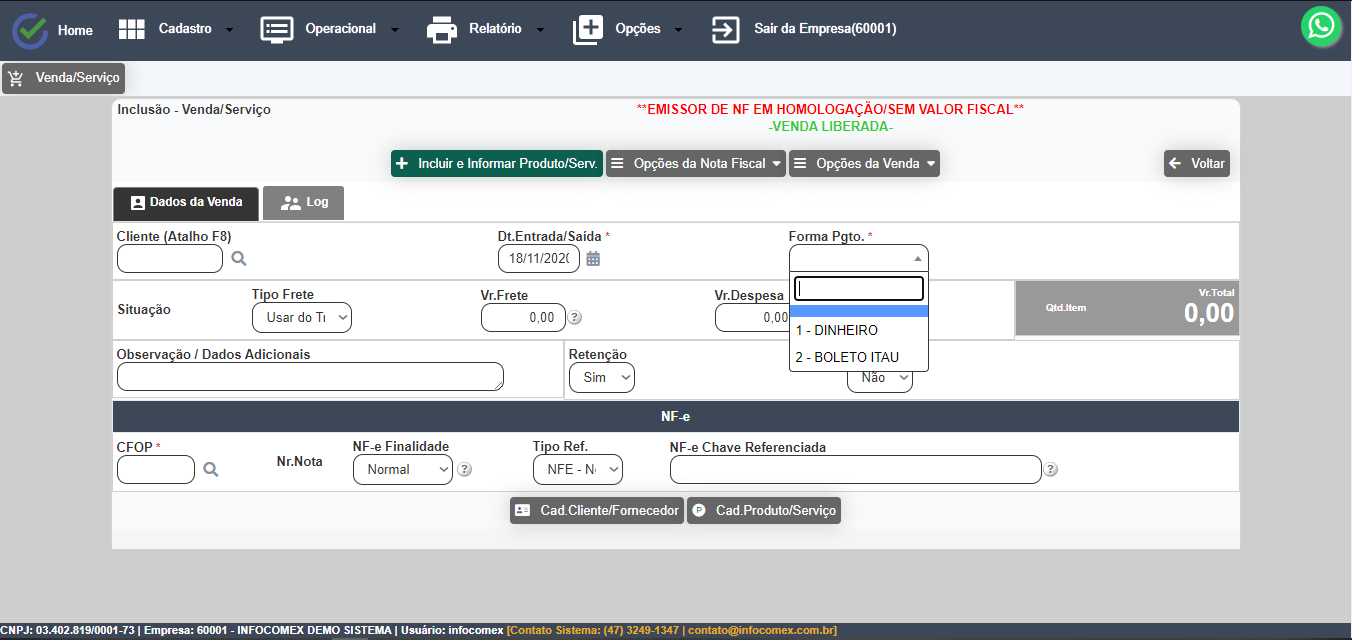 Home Cadastro Operacional Relatório Opções Sair da Empresa(60001)
Venda/Serviço
Inclusão - Venda/Serviço
**EMISSOR DE NF EM HOMOLOGAÇÃO/SEM VALOR FISCAL**
-VENDA LIBERADA-
Incluir e Informar Produto/Serv. Opções da Nota Fiscal Opções da Venda Voltar
Dados da Venda Log
Cliente (Atalho F8) Dt.Entrada/Saída * Forma Pgto. *
18/11/2020
Situação Tipo Frete Vr.Frete Vr.Despesa Qtd.Item Vr.Total
Usar do Tr 0,00 ? 0,00 0,00
1 - DINHEIRO
2 - BOLETO ITAU
Observação / Dados Adicionais Retenção
Sim Não
NF-e
CFOP * Nr.Nota NF-e Finalidade Tipo Ref. NF-e Chave Referenciada
Normal ? NFE - No ?
Cad.Cliente/Fornecedor P Cad.Produto/Serviço
CNPJ: 03.402.819/0001-73 | Empresa: 60001 - INFOCOMEX DEMO SISTEMA | Usuário: infocomex [Contato Sistema: (47) 3249-1347 | contato@infocomex.com.br]